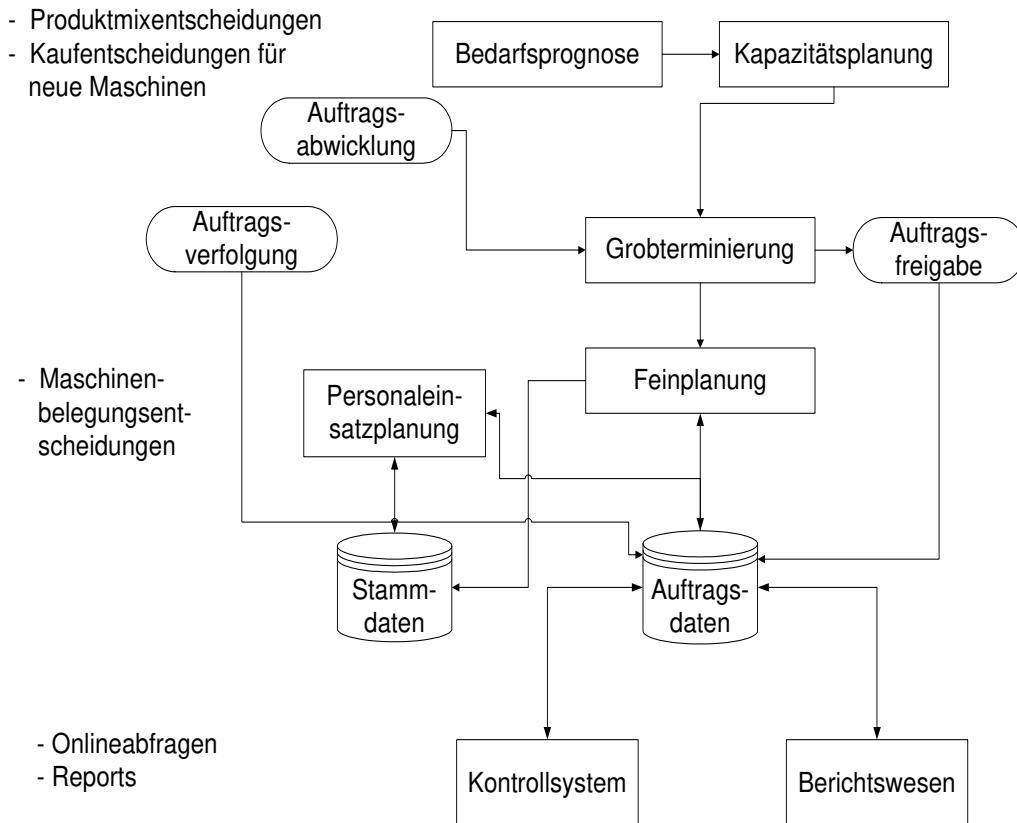 - Produktmixentscheidungen
- Kaufentscheidungen für
neue Maschinen
Bedarfsprognose
Kapazitätsplanung
Auftrags-
abwicklung
Auftrags-
verfolgung
Grobterminierung
Auftrags-
freigabe
- Maschinen-
belegungsent-
scheidungen
Personalein-
satzplanung
Feinplanung
Stamm-
daten
Auftrags-
daten
- Onlineabfragen
- Reports
Kontrollsystem
Berichtswesen